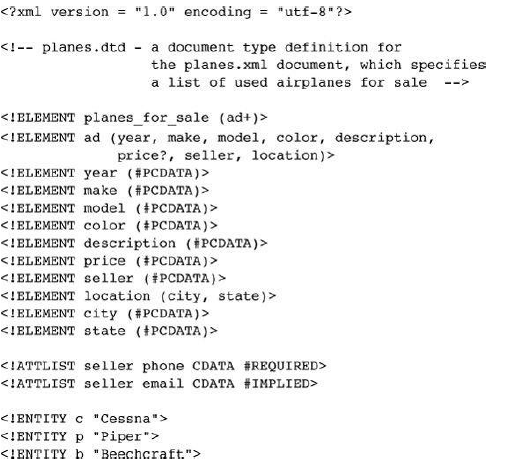 <?xml version = "1.0" encoding = "utf-8"?>
<!-- planes.dtd - a document type definition for
the planes.xml document, which specifies
a list of used airplanes for sale -->
<!ELEMENT planes_for_sale (ad+)>
<!ELEMENT ad (year, make, model, color, description,
price?, seller, location)>
<!ELEMENT year (#PCDATA)>
<!ELEMENT make (#PCDATA)>
<!ELEMENT model (#PCDATA)>
<!ELEMENT color (#PCDATA)>
<!ELEMENT description (#PCDATA)>
<!ELEMENT price (#PCDATA)>
<!ELEMENT seller (#PCDATA)>
<!ELEMENT location (city, state)>
<!ELEMENT city (#PCDATA)>
<!ELEMENT state (#PCDATA)>
<!ATTLIST seller phone CDATA #REQUIRED>
<!ATTLIST seller email CDATA #IMPLIED>
<!ENTITY c "Cessna">
<!ENTITY p "Piper">
<!ENTITY b "Beechcraft">